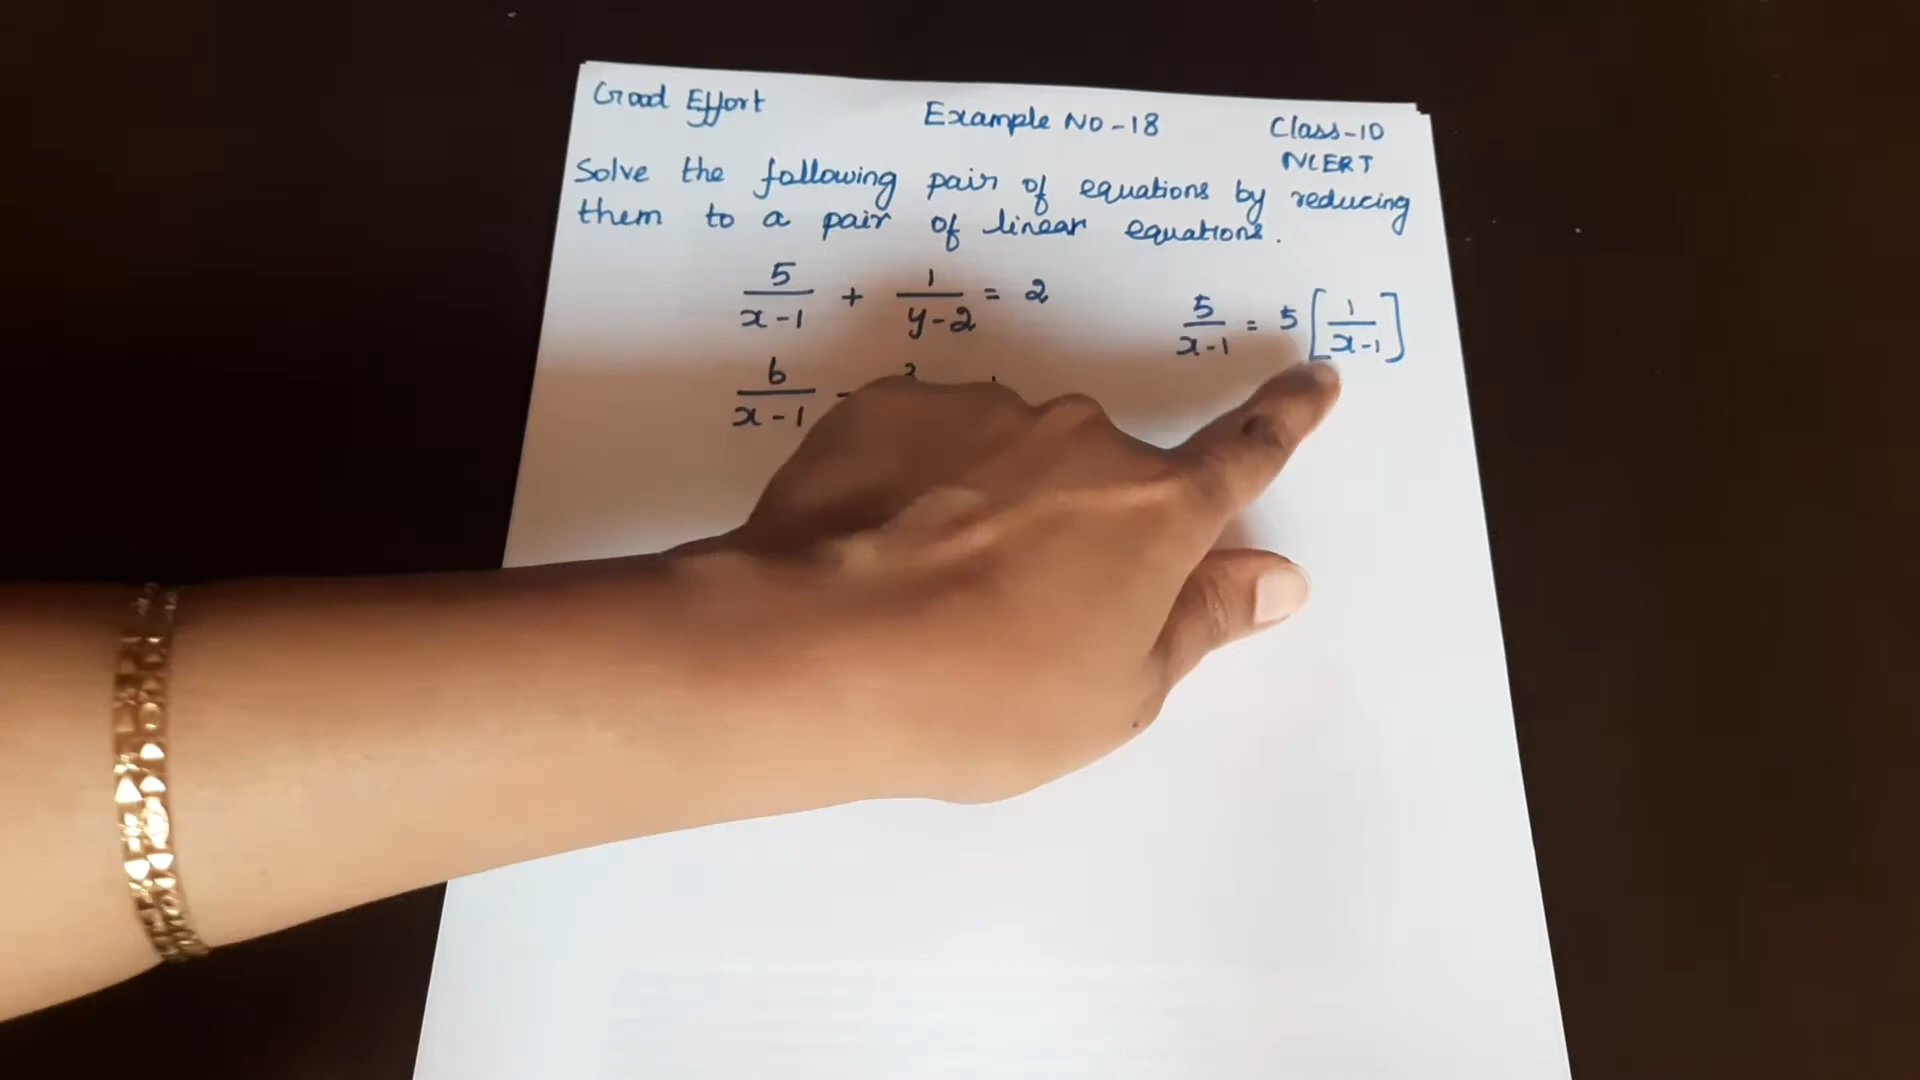 Good Effort
Example No-18
Class-10
NCERT
Solve the following pair of equations by reducing
them to a pair of linear equations.
5/(x-1) + 1/(y-2) = 2
5/(x-1) = 5[1/(x-1)]
6/(x-1) -